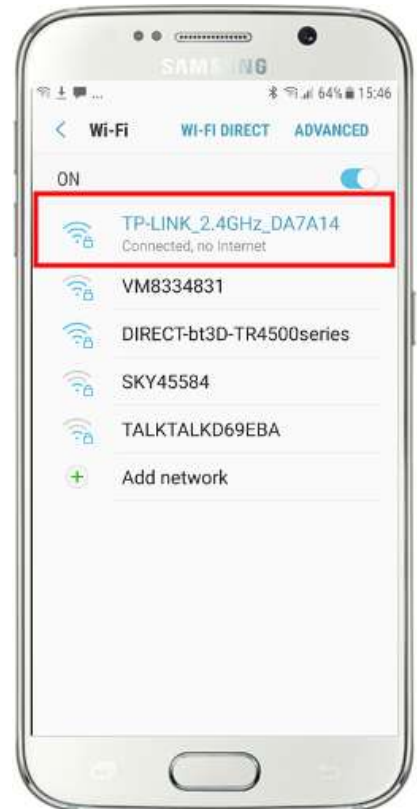 SAMSUNG
... 64% 15:46
Wi-Fi WI-FI DIRECT ADVANCED
ON
TP-LINK_2.4GHz_DA7A14
Connected, no Internet
VM8334831
DIRECT-bt3D-TR4500series
SKY45584
TALKTALKD69EBA
Add network